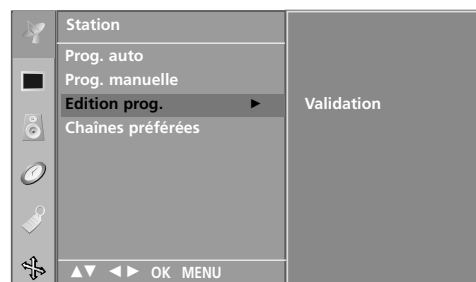 Station
Prog. auto
Prog. manuelle
Edition prog. ►
Validation
Chaînes préférées
▲▼ ◄► OK MENU